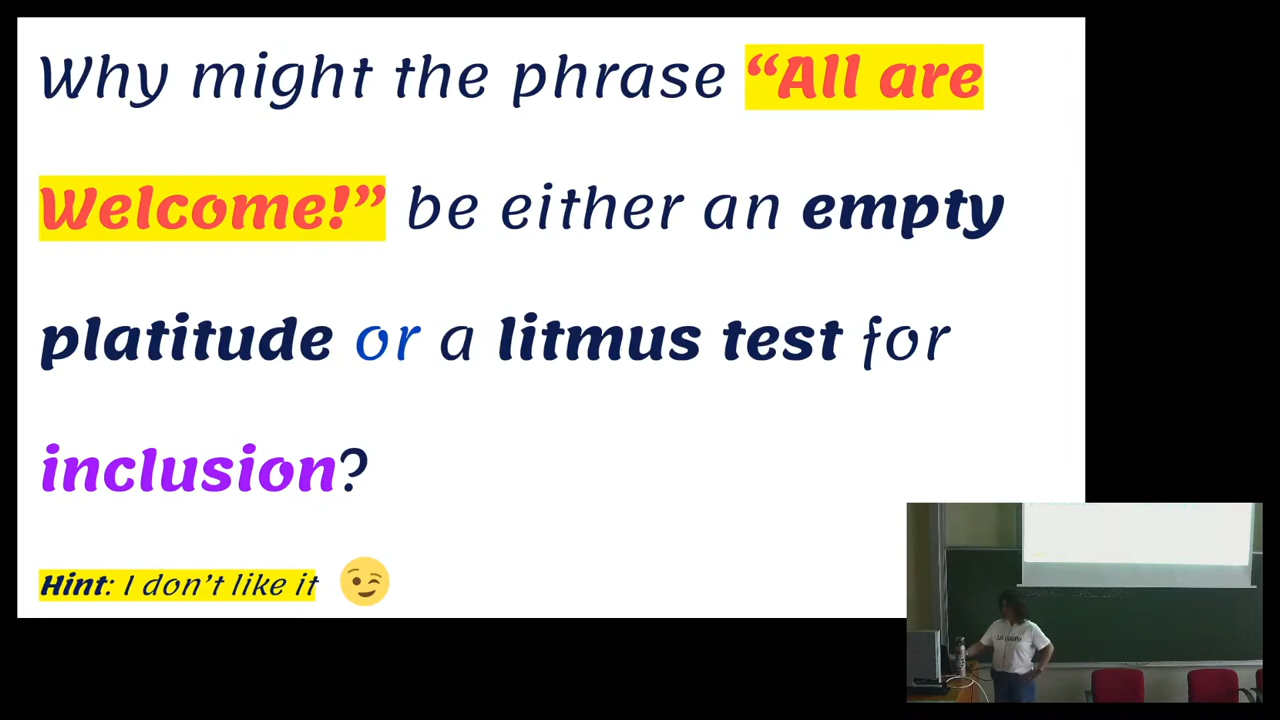 Why might the phrase “All are
Welcome!” be either an empty
platitude or a litmus test for
inclusion?
Hint: I don’t like it